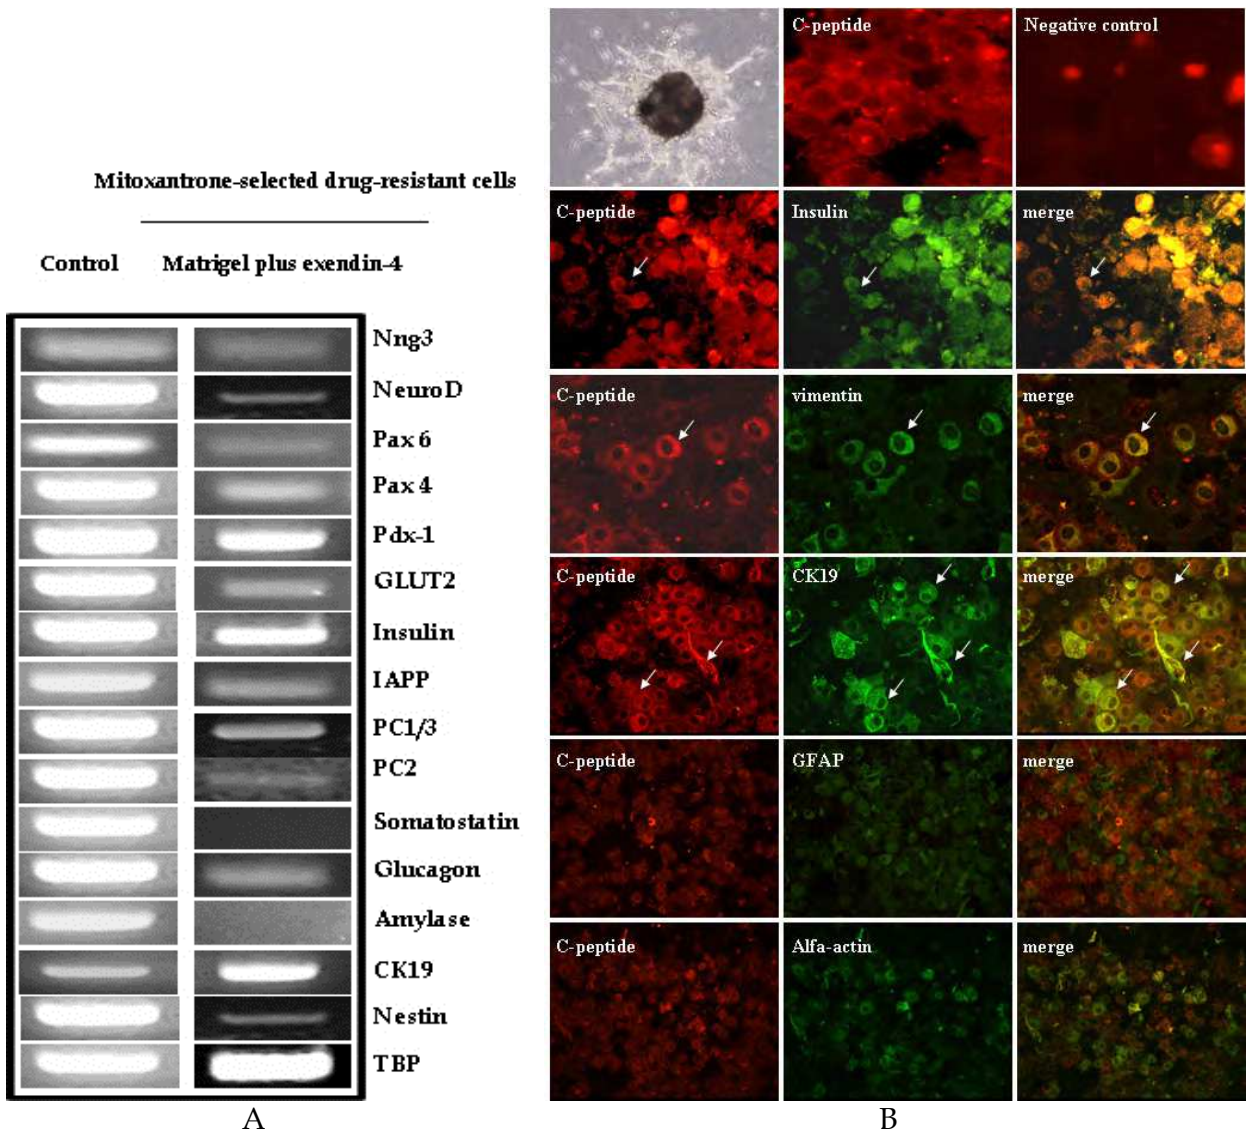 Mitoxantrone-selected drug-resistant cells
Control
Matrigel plus exendin-4
Nng3
NeuroD
Pax 6
Pax 4
Pdx-1
GLUT2
Insulin
IAPP
PC1/3
PC2
Somatostatin
Glucagon
Amylase
CK19
Nestin
TBP
A
C-peptide
Negative control
C-peptide
Insulin
merge
C-peptide
vimentin
merge
C-peptide
CK19
merge
C-peptide
GFAP
merge
C-peptide
Alfa-actin
merge
B